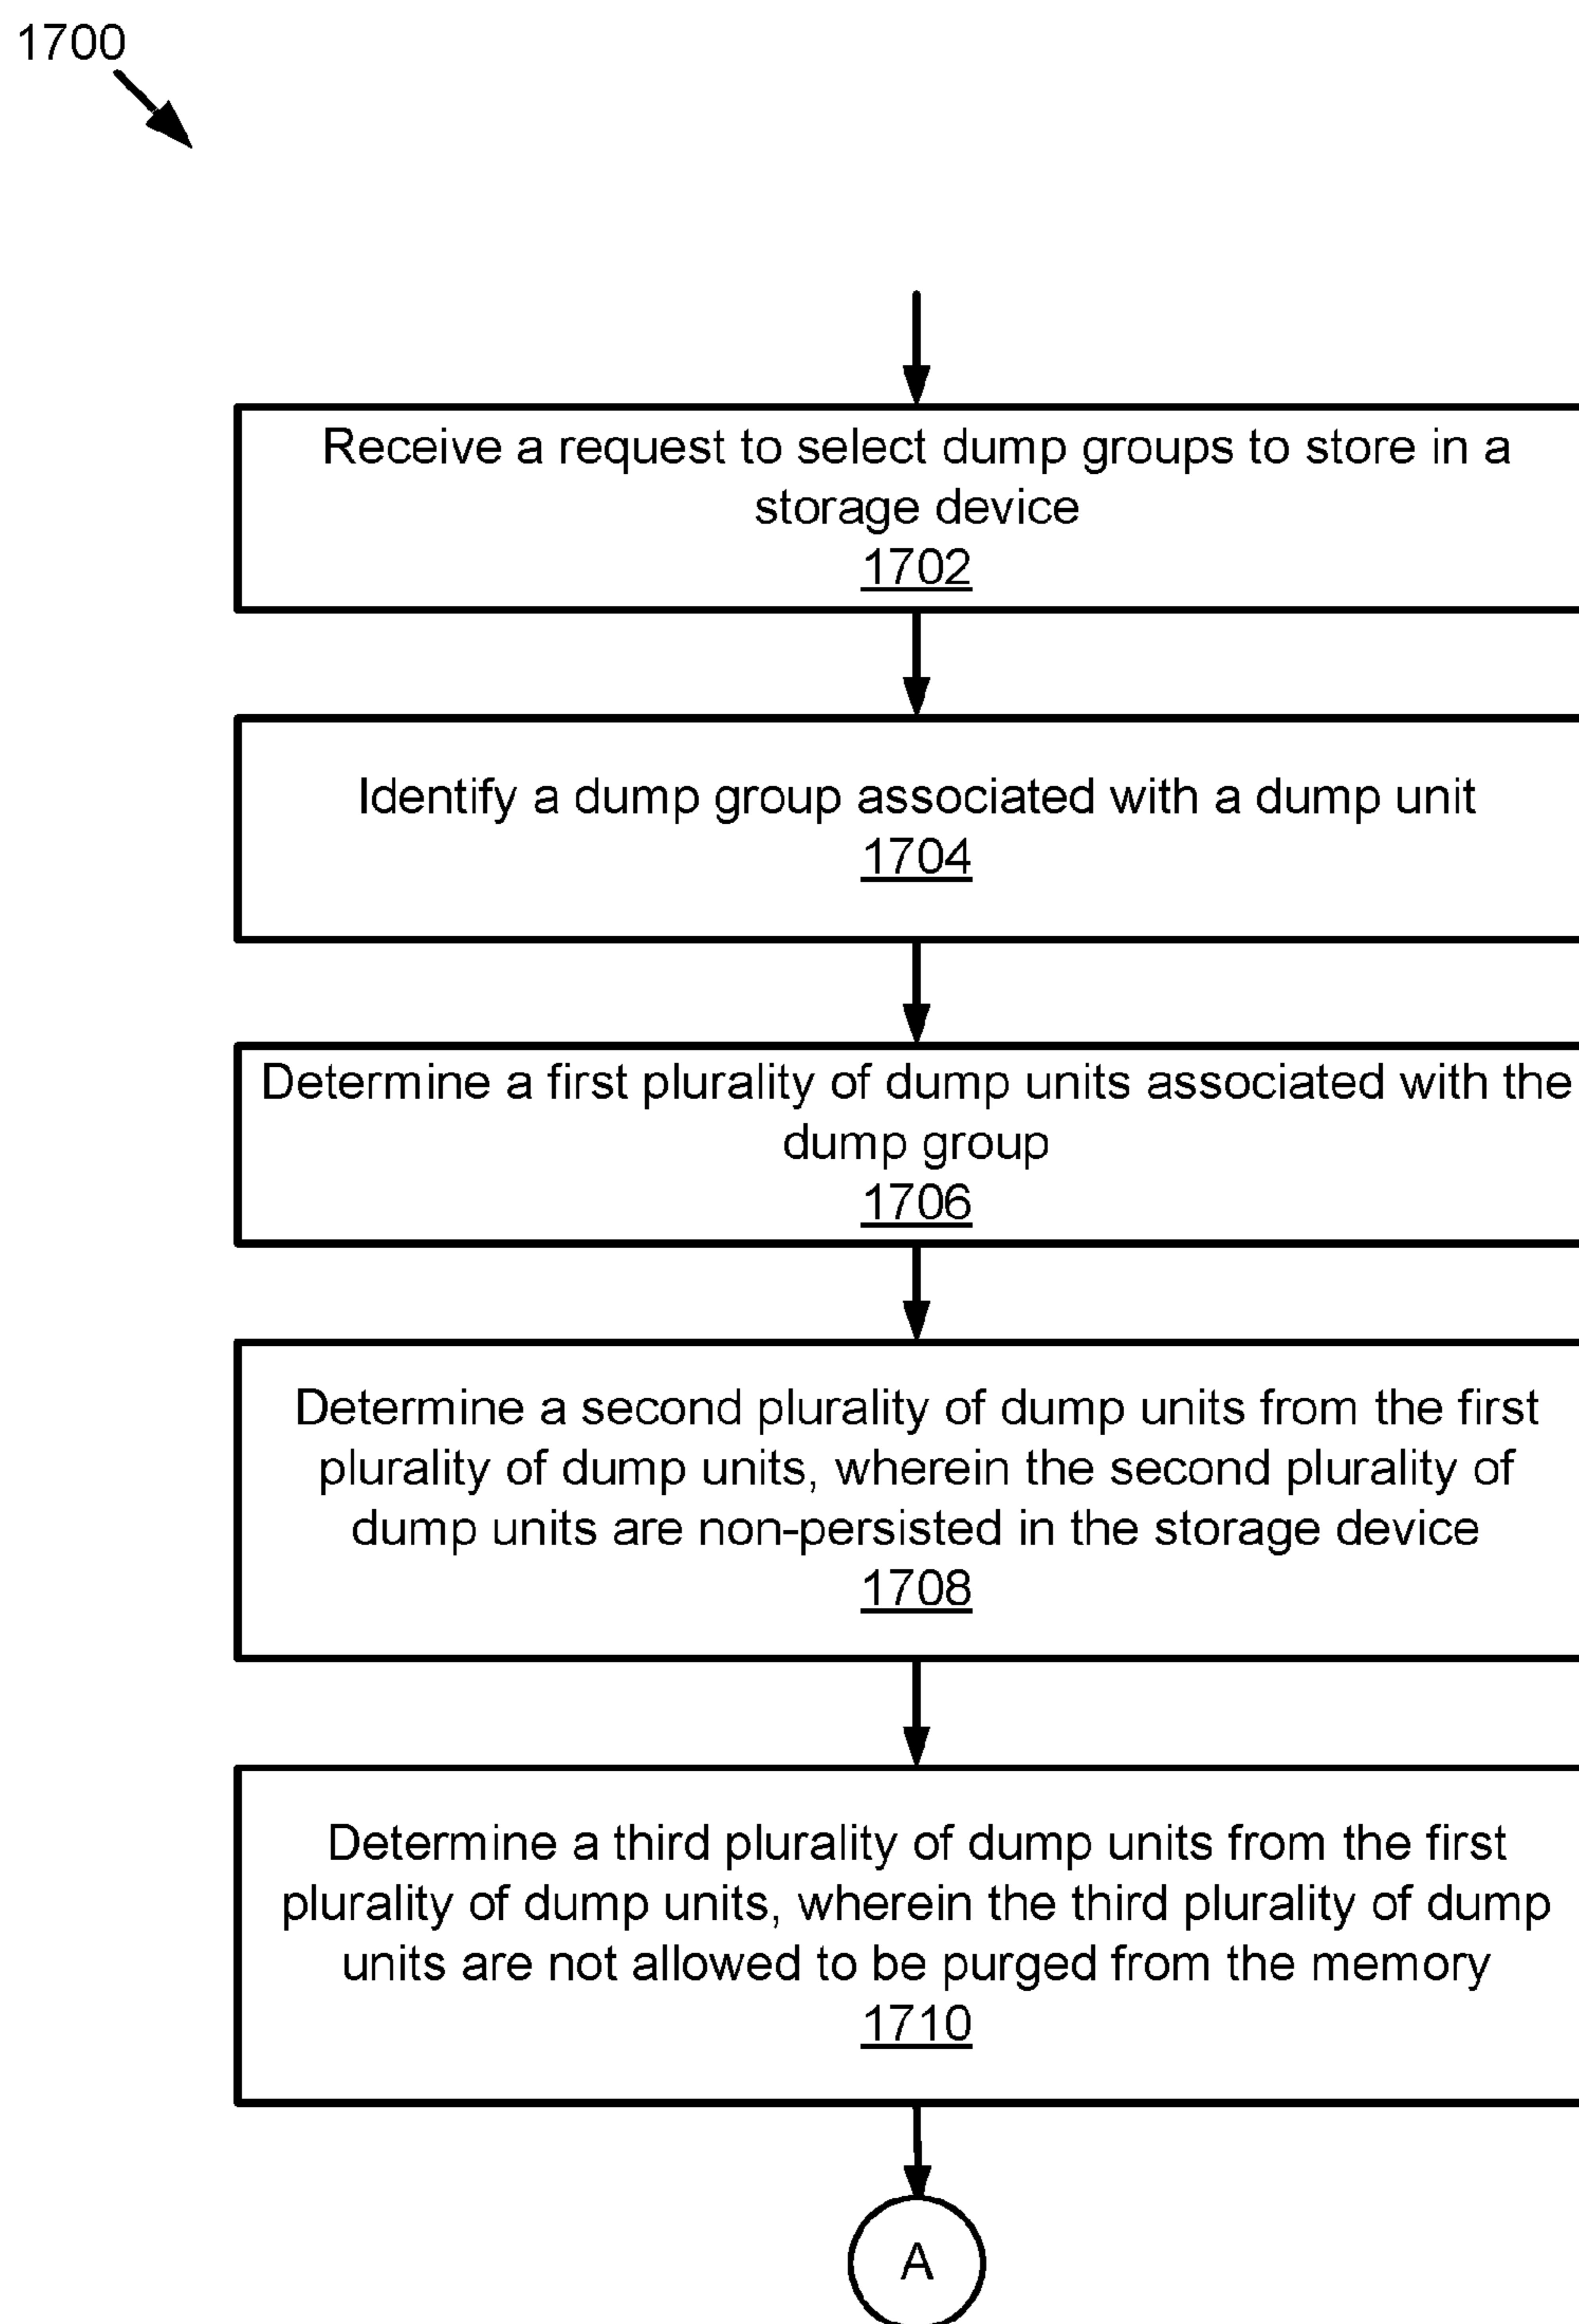 1700
Receive a request to select dump groups to store in a
storage device
1702
Identify a dump group associated with a dump unit
1704
Determine a first plurality of dump units associated with the
dump group
1706
Determine a second plurality of dump units from the first
plurality of dump units, wherein the second plurality of
dump units are non-persisted in the storage device
1708
Determine a third plurality of dump units from the first
plurality of dump units, wherein the third plurality of dump
units are not allowed to be purged from the memory
1710
A